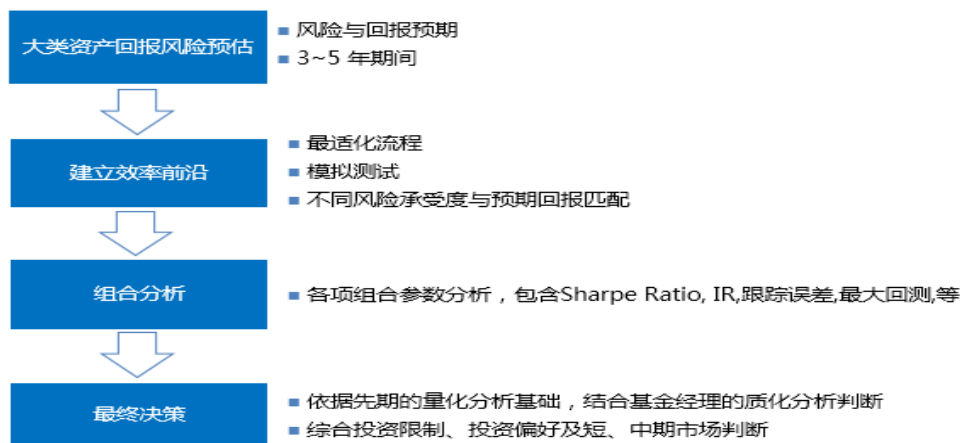 大类资产回报风险预估
■ 风险与回报预期
■ 3~5 年期间
建立效率前沿
■ 最适化流程
■ 模拟测试
■ 不同风险承受度与预期回报匹配
组合分析
■ 各项组合参数分析，包含Sharpe Ratio, IR,跟踪误差,最大回测,等
最终决策
■ 依据先期的量化分析基础，结合基金经理的质化分析判断
■ 综合投资限制、投资偏好及短、中期市场判断